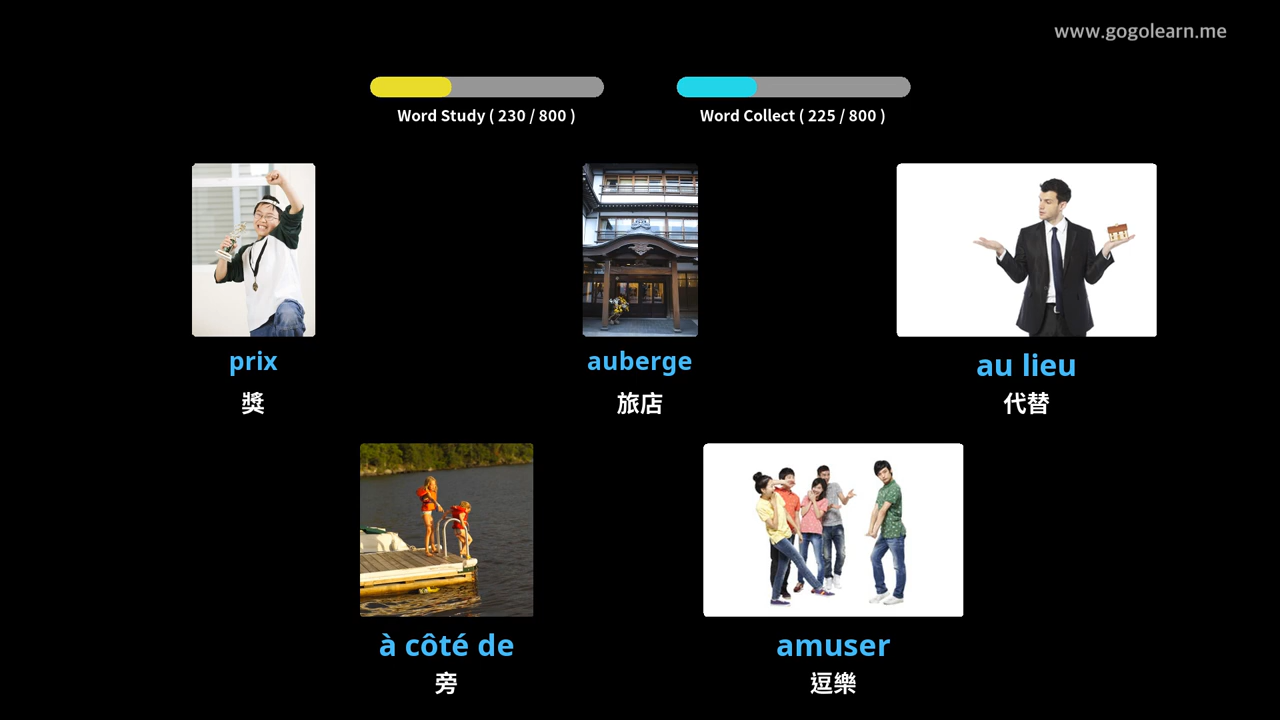 www.gogolearn.me
Word Study ( 230 / 800 )
Word Collect ( 225 / 800 )
prix
獎
auberge
旅店
au lieu
代替
à côté de
旁
amuser
逗樂